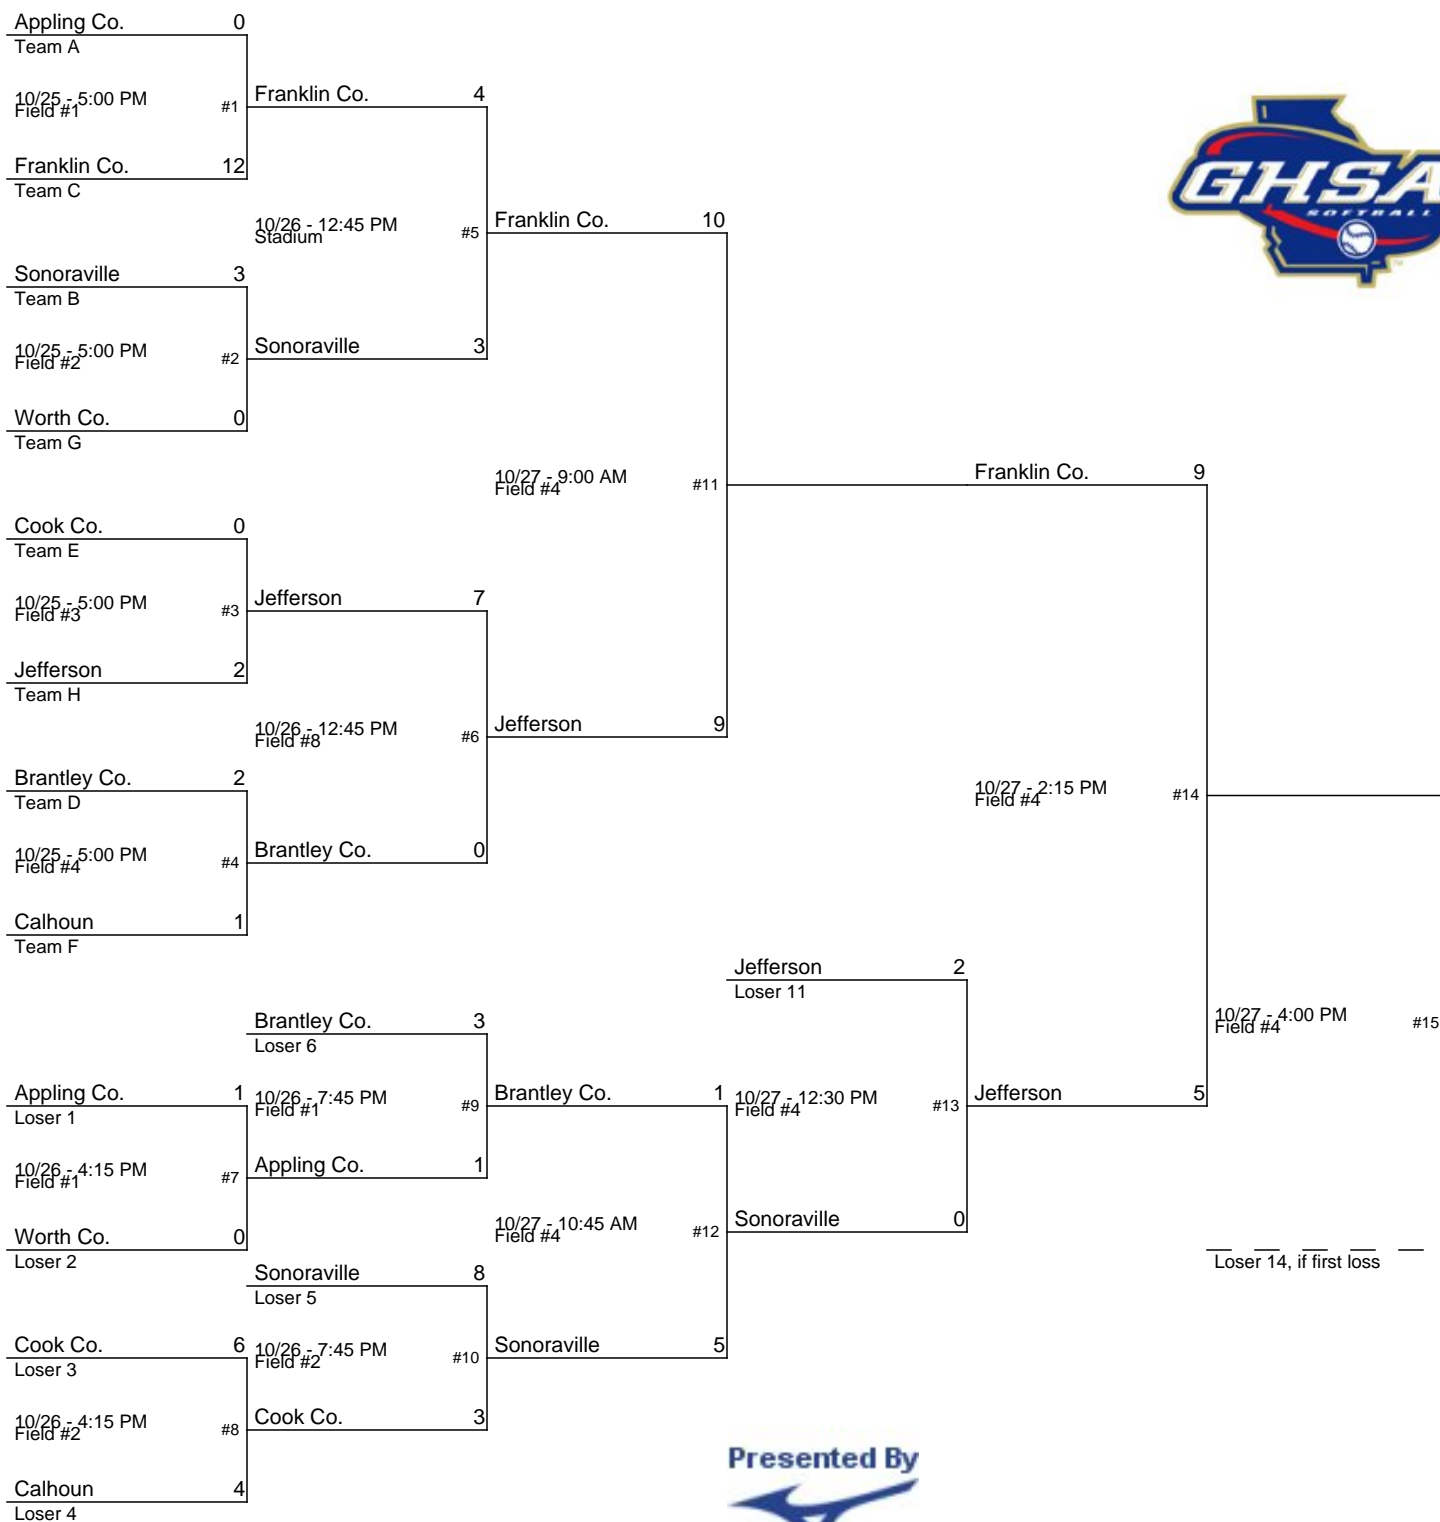 Appling Co. 0
Team A
10/25 - 5:00 PM
Field #1
#1
Franklin Co. 12
Team C
Franklin Co. 4
10/26 - 12:45 PM
Stadium
#5
Sonoraville 3
Team B
10/25 - 5:00 PM
Field #2
#2
Worth Co. 0
Team G
Sonoraville 3
Franklin Co. 10
GHSA
SOFTBALL
10/27 - 9:00 AM
Field #4
#11
Cook Co. 0
Team E
10/25 - 5:00 PM
Field #3
#3
Jefferson 2
Team H
Jefferson 7
10/26 - 12:45 PM
Field #8
#6
Jefferson 9
Brantley Co. 2
Team D
10/25 - 5:00 PM
Field #4
#4
Calhoun 1
Team F
Brantley Co. 0
Franklin Co. 9
10/27 - 2:15 PM
Field #4
#14
Jefferson 2
Loser 11
10/27 - 12:30 PM
Field #4
#13
Jefferson 5
10/27 - 4:00 PM
Field #4
#15
Brantley Co. 3
Loser 6
10/26 - 7:45 PM
Field #1
#9
Brantley Co. 1
Appling Co. 1
Loser 1
10/26 - 4:15 PM
Field #1
#7
Appling Co. 1
Worth Co. 0
Loser 2
10/27 - 10:45 AM
Field #4
#12
Sonoraville 0
Loser 14, if first loss
Sonoraville 8
Loser 5
10/26 - 7:45 PM
Field #2
#10
Sonoraville 5
Cook Co. 6
Loser 3
10/26 - 4:15 PM
Field #2
#8
Cook Co. 3
Calhoun 4
Loser 4
Presented By